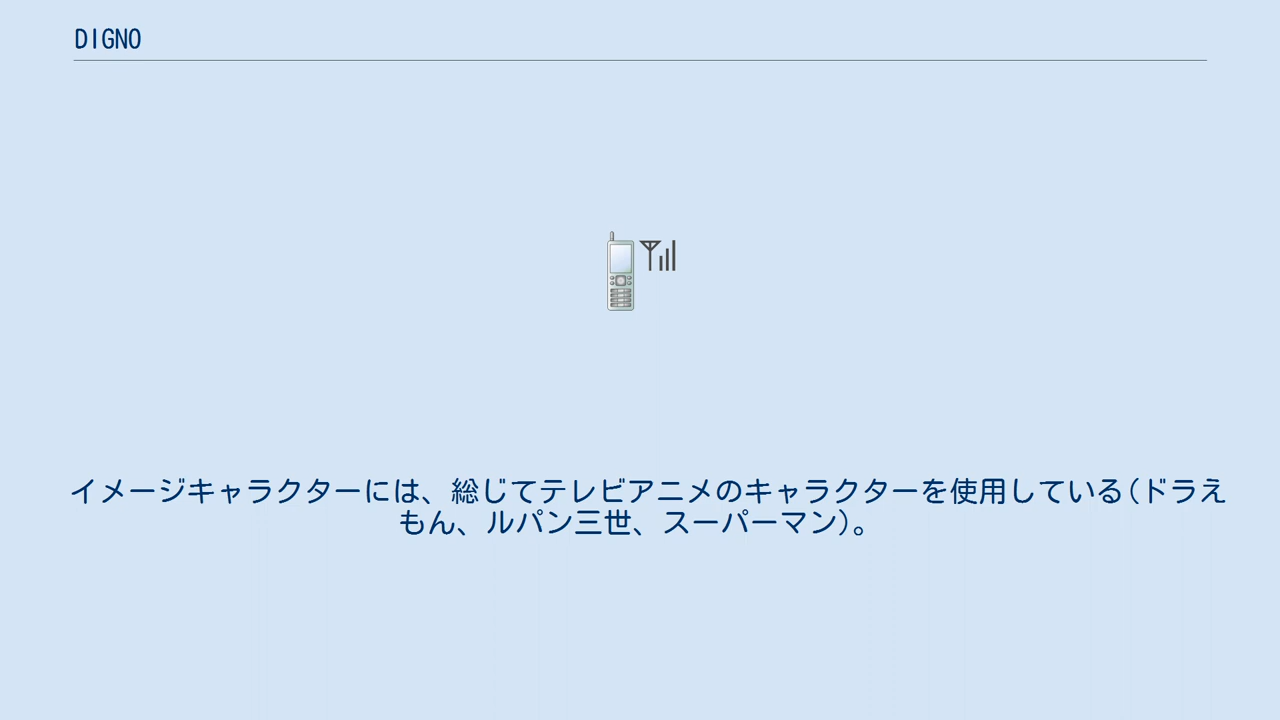 DIGNO
イメージキャラクターには、総じてテレビアニメのキャラクターを使用している(ドラえ
もん、ルパン三世、スーパーマン)。